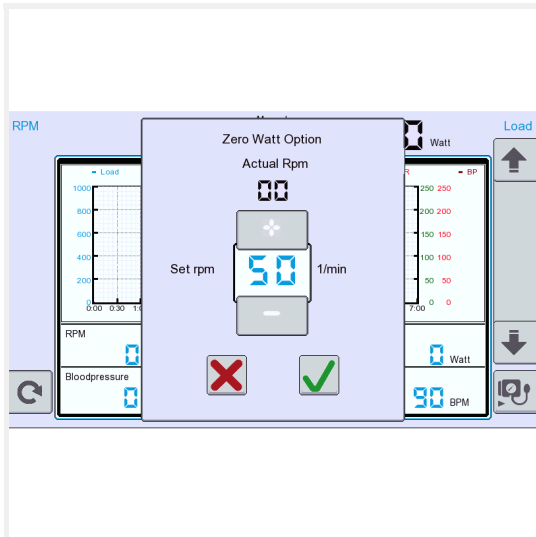 RPM
Load
Watt
Zero Watt Option
Actual Rpm
00
Set rpm 50 1/min
Load
BP
1000
800
600
400
200
0
0:00 0:30
7:00
250 250
200 200
150 150
100 100
50 50
0 0
RPM
0
0 Watt
Bloodpressure
0
90 BPM